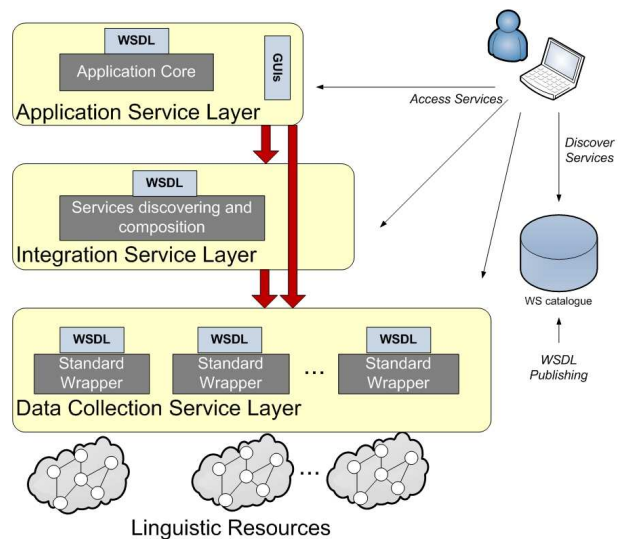 WSDL
Application Core
GUIs
Application Service Layer
Access Services
Discover
Services
WSDL
Services discovering and
composition
Integration Service Layer
WS catalogue
WSDL
Publishing
WSDL
Standard
Wrapper
WSDL
Standard
Wrapper
...
WSDL
Standard
Wrapper
Data Collection Service Layer
...
Linguistic Resources